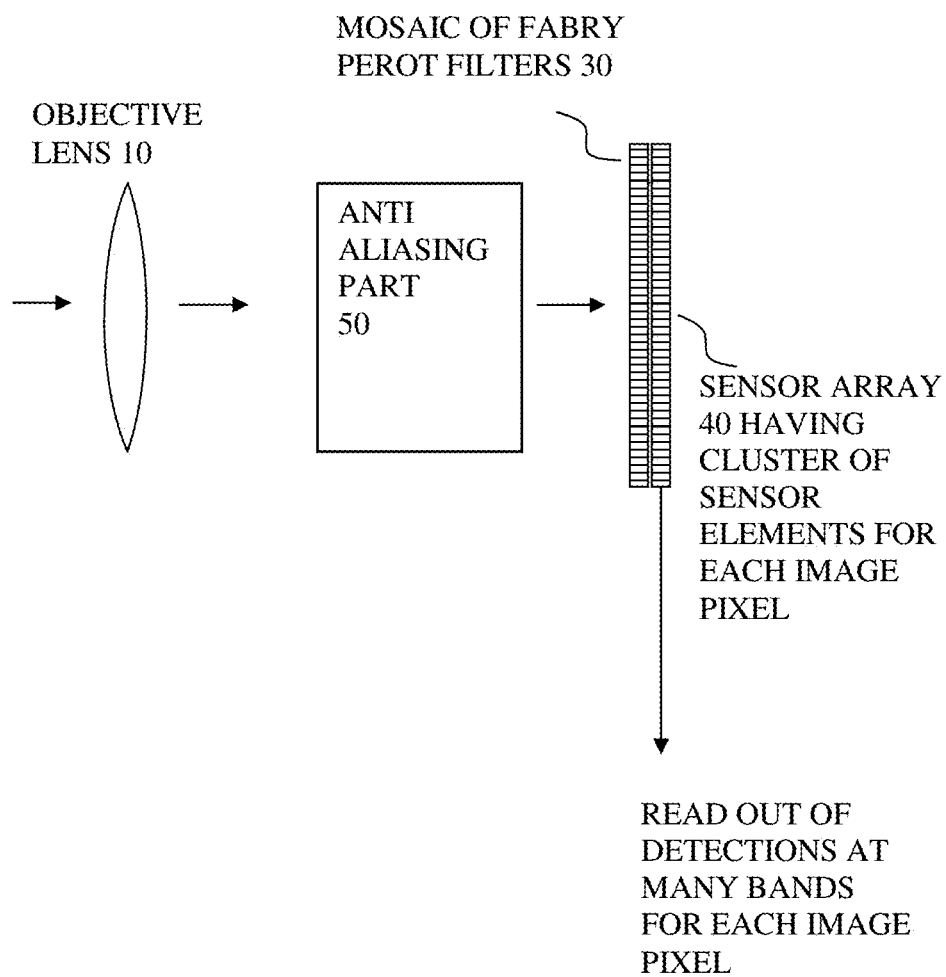 MOSAIC OF FABRY
PEROT FILTERS 30
OBJECTIVE
LENS 10
ANTI
ALIASING
PART
50
SENSOR ARRAY
40 HAVING
CLUSTER OF
SENSOR
ELEMENTS FOR
EACH IMAGE
PIXEL
READ OUT OF
DETECTIONS AT
MANY BANDS
FOR EACH IMAGE
PIXEL